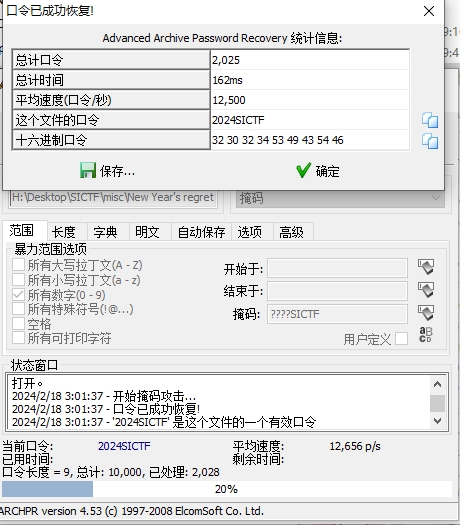 口令已成功恢复!
Advanced Archive Password Recovery 统计信息:
总计口令 2,025
总计时间 162ms
平均速度(口令/秒) 12,500
这个文件的口令 2024SICTF
十六进制口令 32 30 32 34 53 49 43 54 46
保存... 确定
H:\Desktop\SICTF\misc\New Year's regret 掩码
范围 长度 字典 明文 自动保存 选项 高级
暴力范围选项
所有大写拉丁文(A - Z) 开始于:
所有小写拉丁文(a - z)
所有数字(0 - 9) 结束于:
所有特殊符号(!@...) 掩码: ????SICTF
空格
所有可打印字符 用户定义
状态窗口
打开。
2024/2/18 3:01:37 - 开始掩码攻击...
2024/2/18 3:01:37 - 口令已成功恢复!
2024/2/18 3:01:37 - '2024SICTF' 是这个文件的一个有效口令
当前口令: 2024SICTF 平均速度: 12,656 p/s
已用时间: 剩余时间:
口令长度 = 9, 总计: 10,000, 已处理: 2,028
20%
ARCHPR version 4.53 (c) 1997-2008 ElcomSoft Co. Ltd.